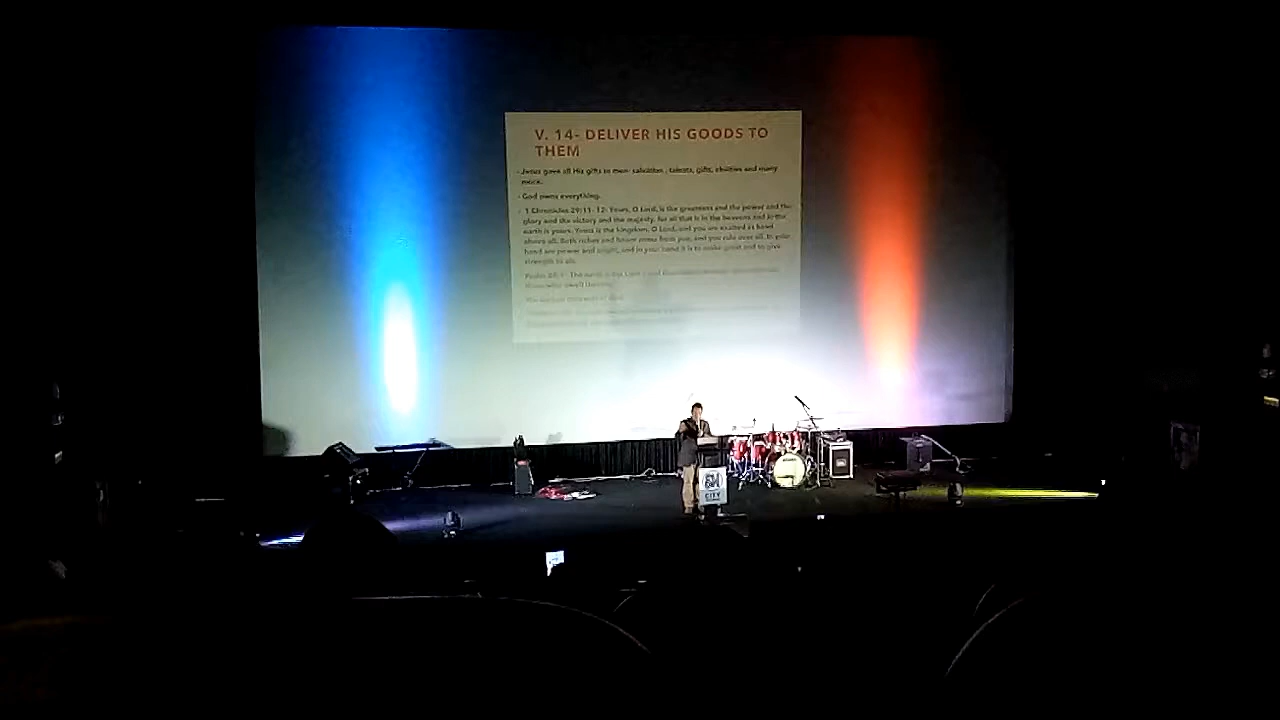 V. 14- DELIVER HIS GOODS TO
THEM
- Jesus gave all His gifts to men- salvation, talents, gifts, abilities and many
more.
- God owns everything.
- 1 Chronicles 29:11- 12- Yours, O Lord, is the greatness and the power and the
glory and the victory and the majesty, for all that is in the heavens and in the
earth is yours. Yours is the kingdom, O Lord, and you are exalted as head
above all. Both riches and honor come from you, and you rule over all. In your
hand are power and might, and in your hand it is to make great and to give
strength to all.
SM
CITY